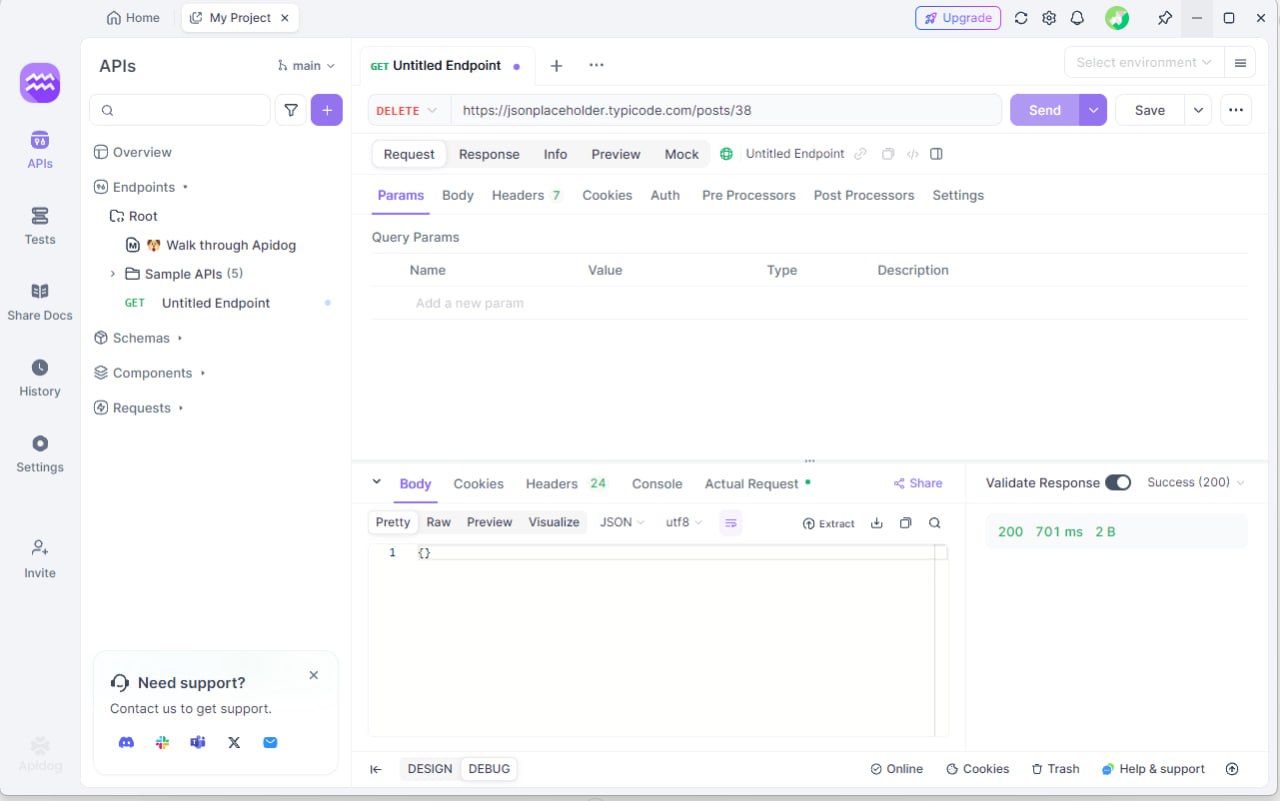 Home
My Project
Upgrade
APIs
main
GET Untitled Endpoint
Select environment
DELETE
https://jsonplaceholder.typicode.com/posts/38
Send
Save
APIs
Tests
Share Docs
History
Settings
Invite
Apidog
Overview
Endpoints
Root
Walk through Apidog
Sample APIs (5)
GET Untitled Endpoint
Schemas
Components
Requests
Need support?
Contact us to get support.
Request Response Info Preview Mock Untitled Endpoint
Params Body Headers 7 Cookies Auth Pre Processors Post Processors Settings
Query Params
Name Value Type Description
Add a new param
Body Cookies Headers 24 Console Actual Request Share
Pretty Raw Preview Visualize JSON utf8 Extract
1 {}
Validate Response Success (200)
200 701 ms 2 B
DESIGN DEBUG
Online Cookies Trash Help & support